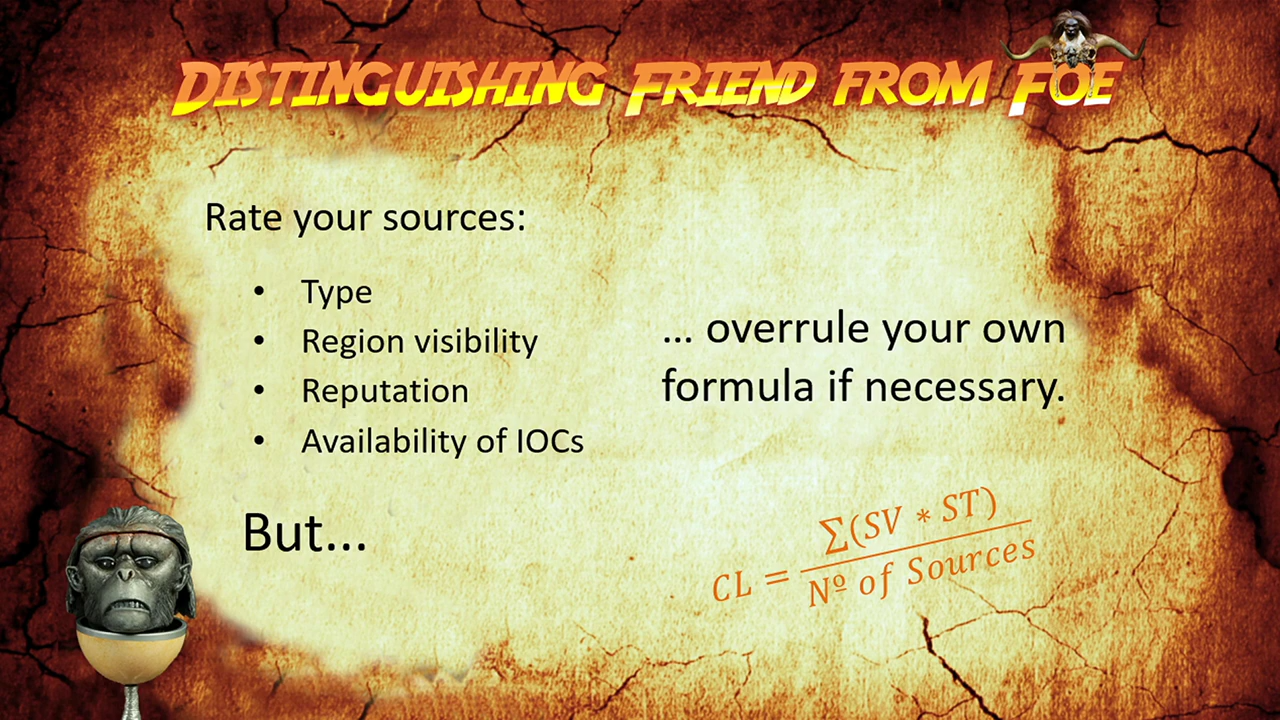 Distinguishing Friend from Foe
Rate your sources:
• Type
• Region visibility
• Reputation
• Availability of IOCs
But...
... overrule your own
formula if necessary.
CL = ∑(SV * ST) / Nº of Sources